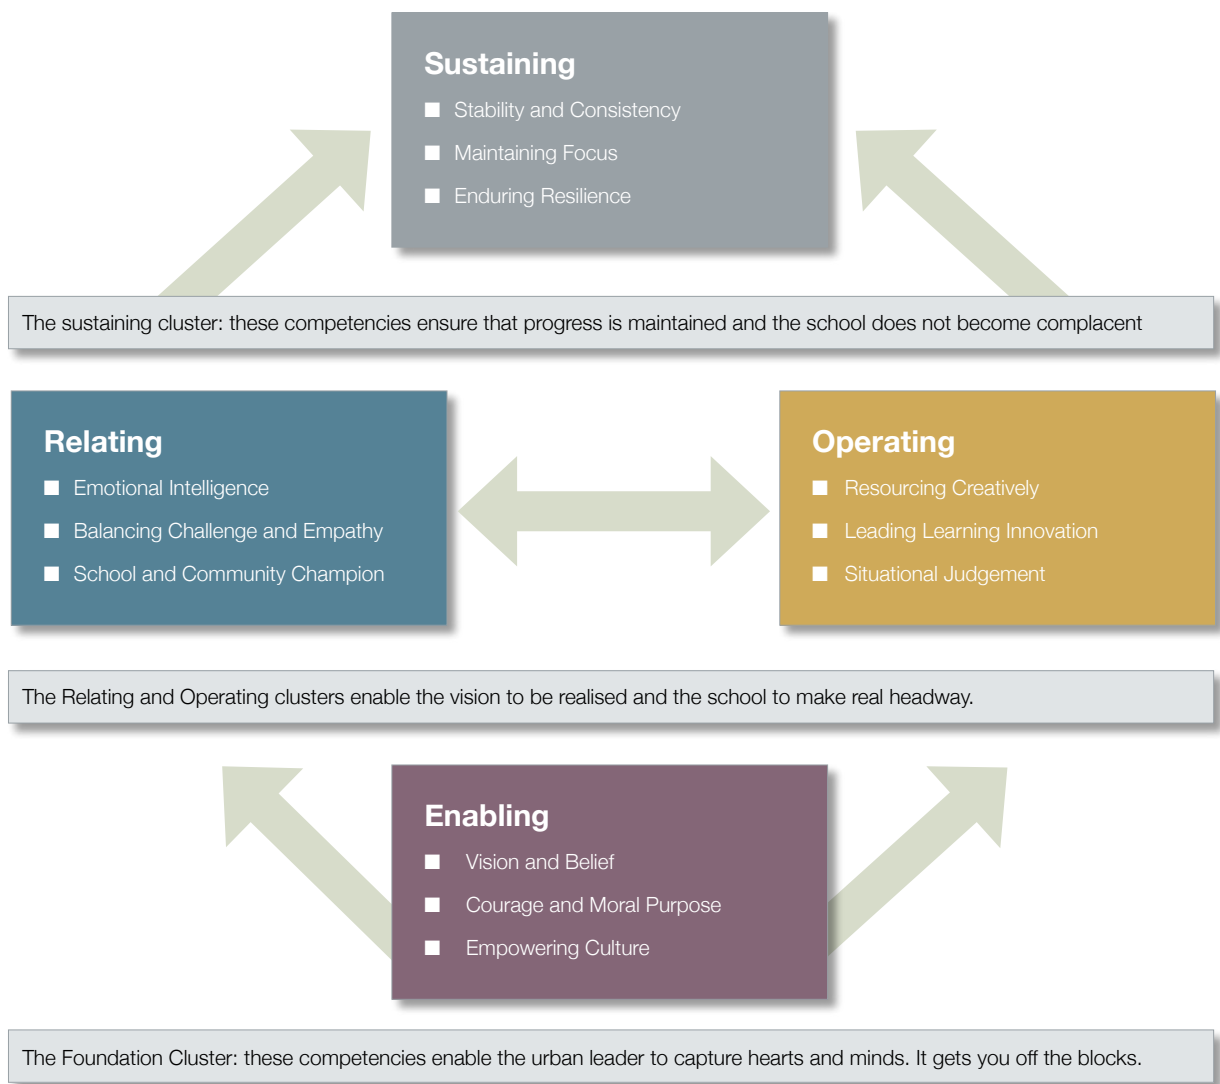 Sustaining
■ Stability and Consistency
■ Maintaining Focus
■ Enduring Resilience
The sustaining cluster: these competencies ensure that progress is maintained and the school does not become complacent
Relating
■ Emotional Intelligence
■ Balancing Challenge and Empathy
■ School and Community Champion
Operating
■ Resourcing Creatively
■ Leading Learning Innovation
■ Situational Judgement
The Relating and Operating clusters enable the vision to be realised and the school to make real headway.
Enabling
■ Vision and Belief
■ Courage and Moral Purpose
■ Empowering Culture
The Foundation Cluster: these competencies enable the urban leader to capture hearts and minds. It gets you off the blocks.